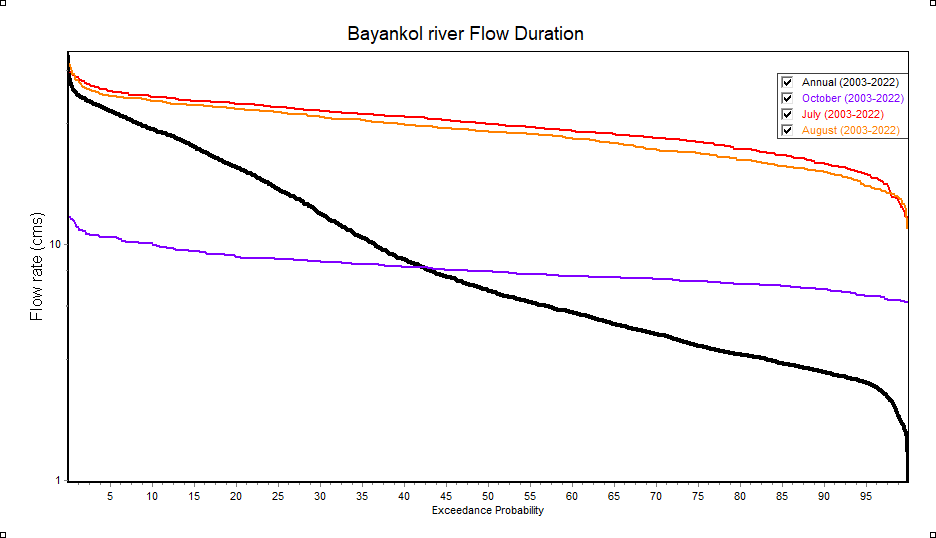 Bayankol river Flow Duration
Annual (2003-2022)
October (2003-2022)
July (2003-2022)
August (2003-2022)
Flow rate (cms)
10
1
5 10 15 20 25 30 35 40 45 50 55 60 65 70 75 80 85 90 95
Exceedance Probability